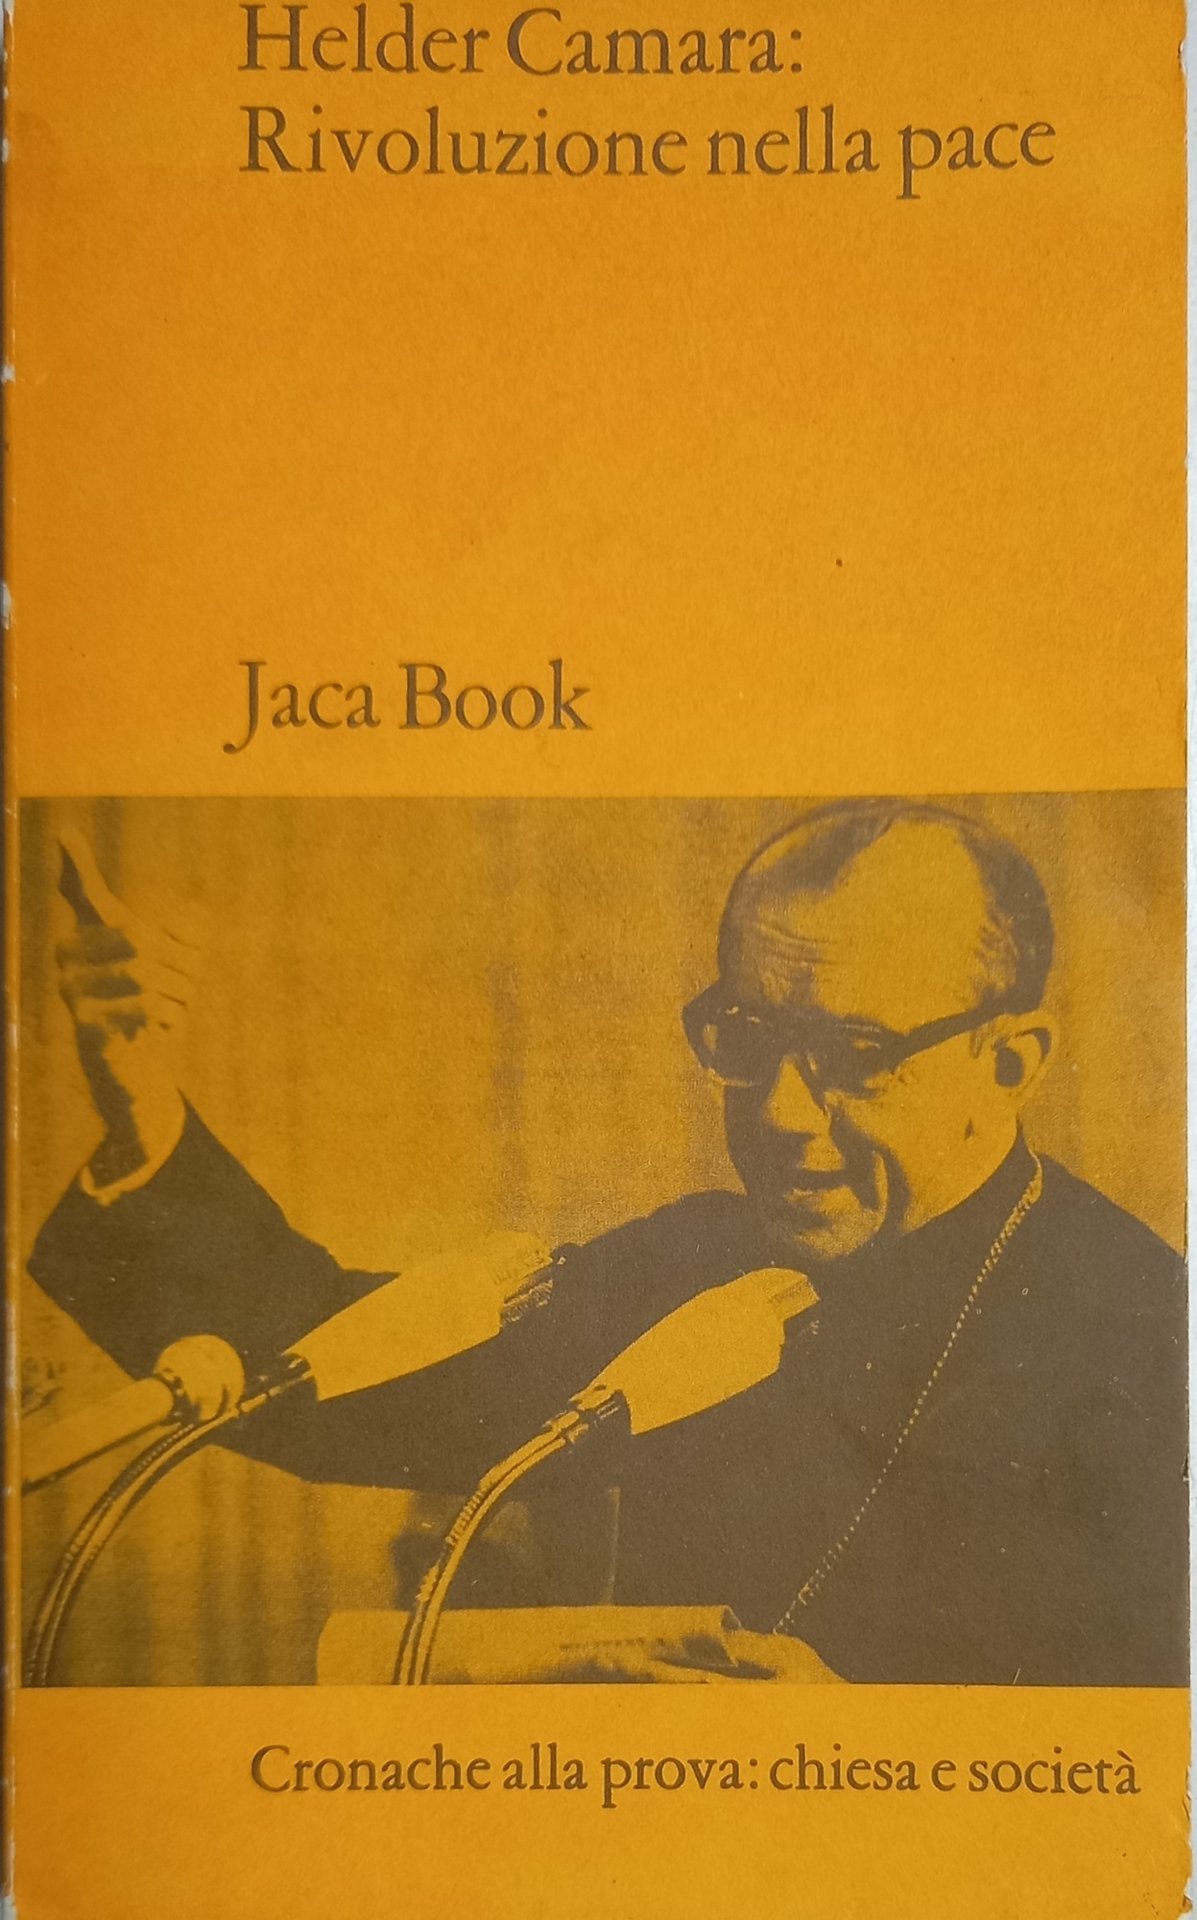 Helder Camara:
Rivoluzione nella pace
Jaca Book
Cronache alla prova: chiesa e società